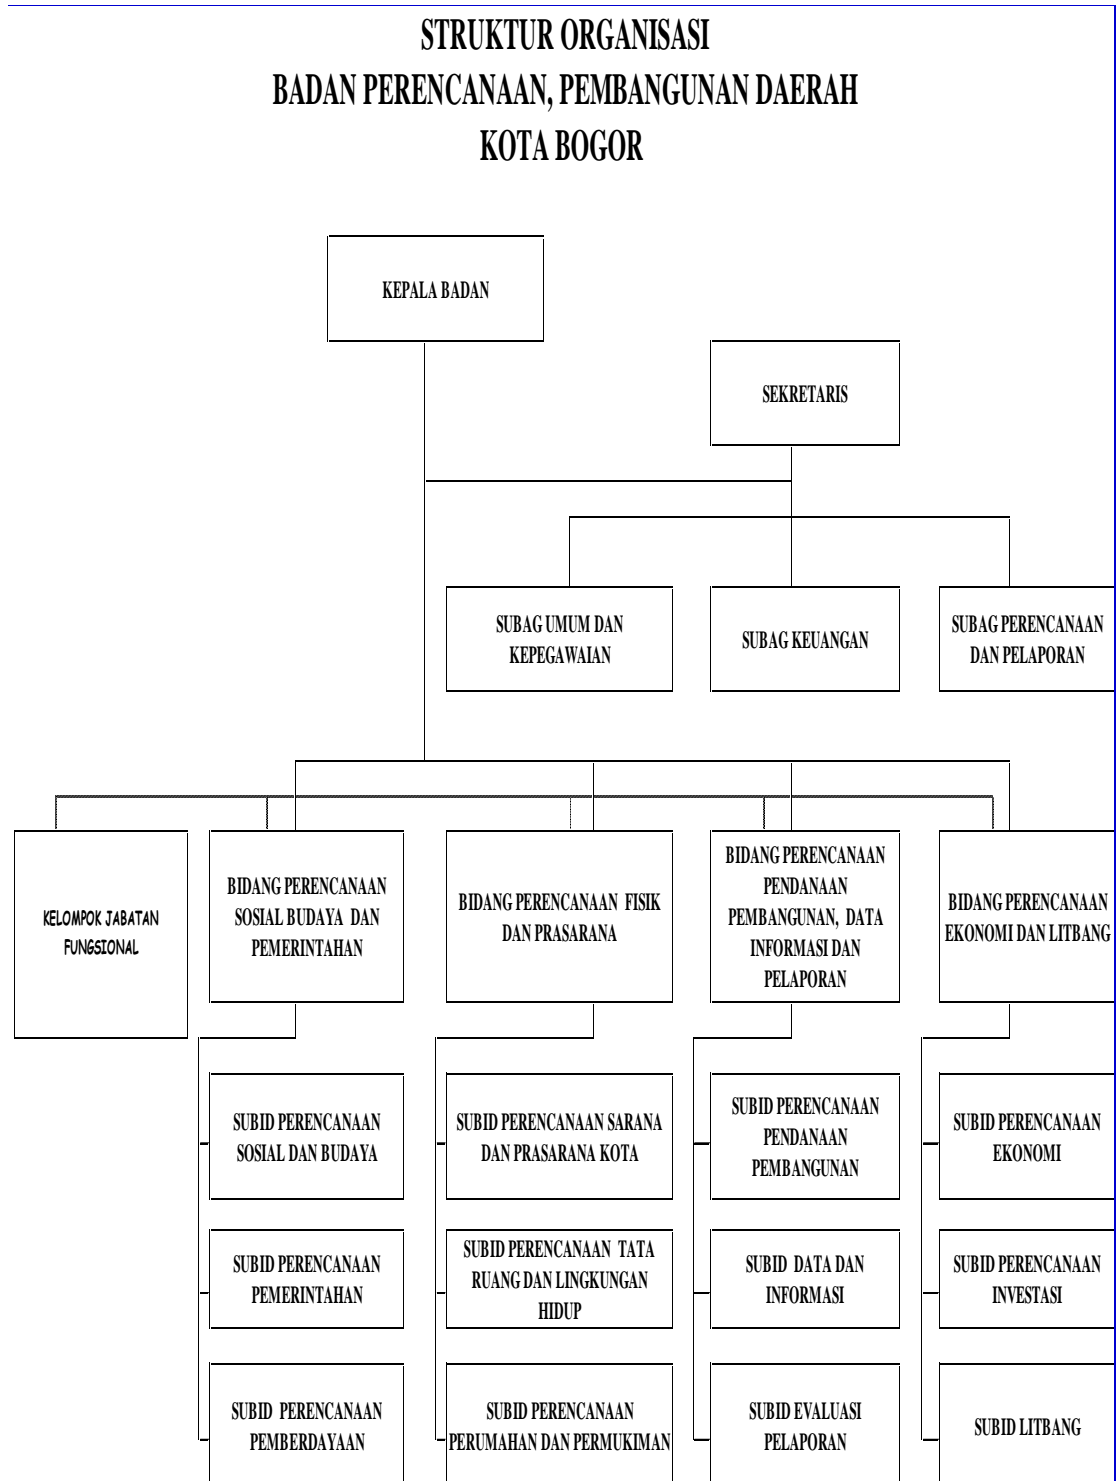 STRUKTUR ORGANISASI
BADAN PERENCANAAN, PEMBANGUNAN DAERAH
KOTA BOGOR
KEPALA BADAN
SEKRETARIS
SUBAG UMUM DAN
KEPEGAWAIAN
SUBAG KEUANGAN
SUBAG PERENCANAAN
DAN PELAPORAN
KELOMPOK JABATAN
FUNGSIONAL
BIDANG PERENCANAAN
SOSIAL BUDAYA DAN
PEMERINTAHAN
BIDANG PERENCANAAN FISIK
DAN PRASARANA
BIDANG PERENCANAAN
PENDANAAN
PEMBANGUNAN, DATA
INFORMASI DAN
PELAPORAN
BIDANG PERENCANAAN
EKONOMI DAN LITBANG
SUBID PERENCANAAN
SOSIAL DAN BUDAYA
SUBID PERENCANAAN SARANA
DAN PRASARANA KOTA
SUBID PERENCANAAN
PENDANAAN
PEMBANGUNAN
SUBID PERENCANAAN
EKONOMI
SUBID PERENCANAAN
PEMERINTAHAN
SUBID PERENCANAAN TATA
RUANG DAN LINGKUNGAN
HIDUP
SUBID DATA DAN
INFORMASI
SUBID PERENCANAAN
INVESTASI
SUBID PERENCANAAN
PEMBERDAYAAN
SUBID PERENCANAAN
PERUMAHAN DAN PERMUKIMAN
SUBID EVALUASI
PELAPORAN
SUBID LITBANG